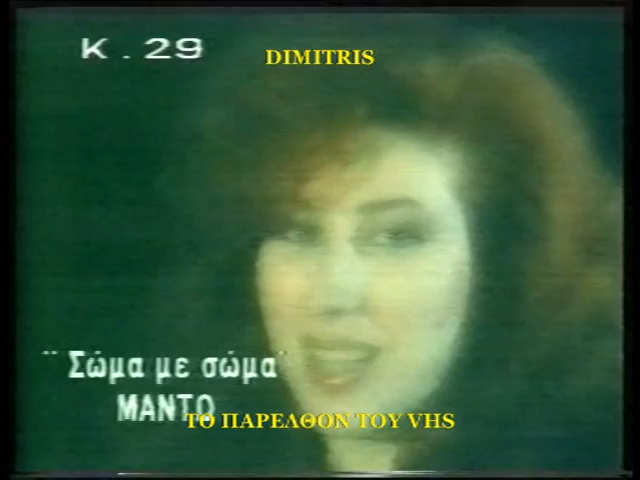 K.29
DIMITRIS
¨Σώμα με σώμα¨
ΜΑΝΤΩ
ΤΟ ΠΑΡΕΛΘΟΝ ΤΟΥ VHS